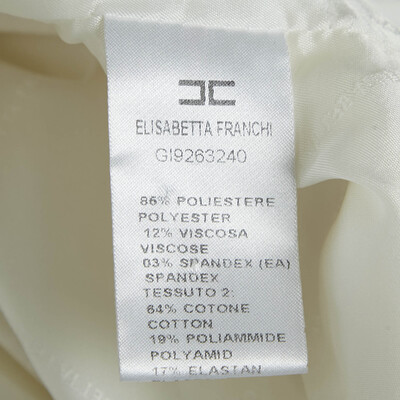 ELISABETTA FRANCHI
GI9263240
86% POLIESTERE
POLYESTER
12% VISCOSA
VISCOSE
03% SPANDEX (EA)
SPANDEX
TESSUTO 2:
64% COTONE
COTTON
19% POLIAMMIDE
POLYAMID
17% ELASTAN